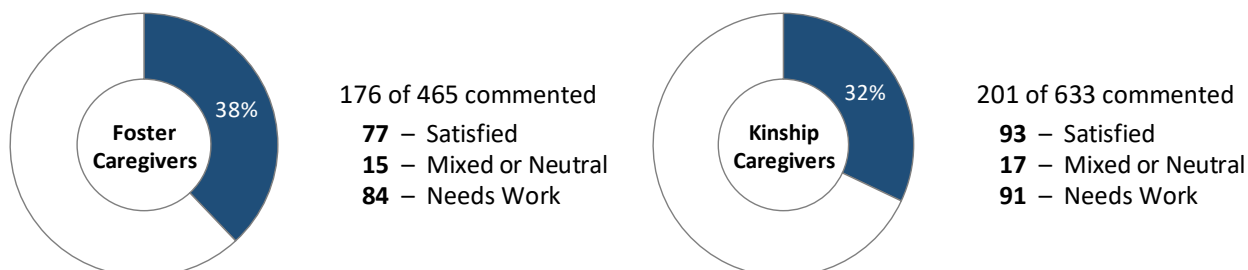 38%
Foster
Caregivers
176 of 465 commented
77 – Satisfied
15 – Mixed or Neutral
84 – Needs Work
32%
Kinship
Caregivers
201 of 633 commented
93 – Satisfied
17 – Mixed or Neutral
91 – Needs Work